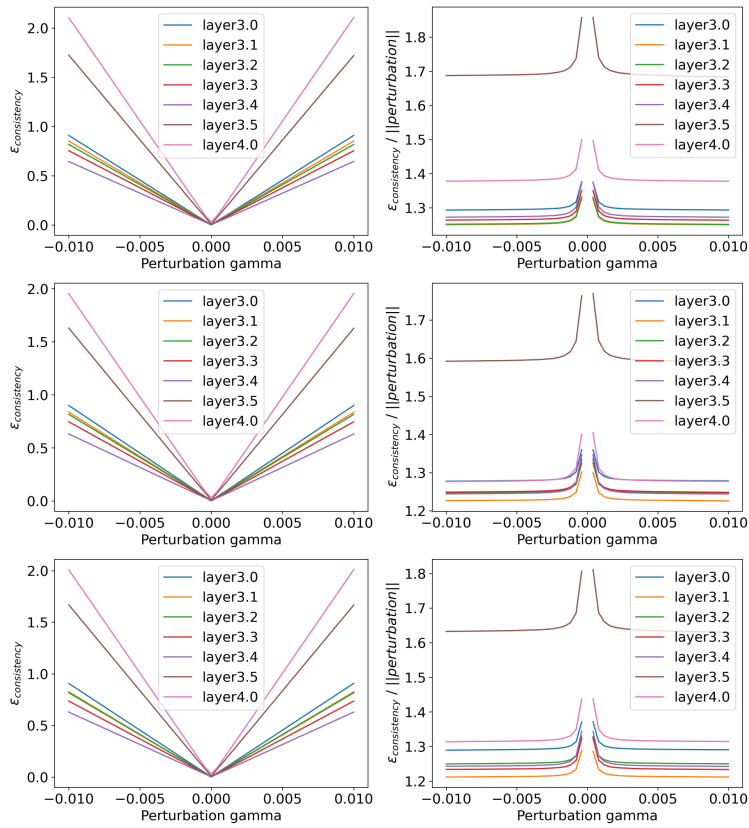 2.0
1.5
1.0
0.5
0.0
ε_consistency
layer3.0
layer3.1
layer3.2
layer3.3
layer3.4
layer3.5
layer4.0
−0.010 −0.005 0.000 0.005 0.010
Perturbation gamma
1.8
1.7
1.6
1.5
1.4
1.3
ε_consistency / ||perturbation||
layer3.0
layer3.1
layer3.2
layer3.3
layer3.4
layer3.5
layer4.0
−0.010 −0.005 0.000 0.005 0.010
Perturbation gamma
2.0
1.5
1.0
0.5
0.0
ε_consistency
layer3.0
layer3.1
layer3.2
layer3.3
layer3.4
layer3.5
layer4.0
−0.010 −0.005 0.000 0.005 0.010
Perturbation gamma
1.7
1.6
1.5
1.4
1.3
1.2
ε_consistency / ||perturbation||
layer3.0
layer3.1
layer3.2
layer3.3
layer3.4
layer3.5
layer4.0
−0.010 −0.005 0.000 0.005 0.010
Perturbation gamma
2.0
1.5
1.0
0.5
0.0
ε_consistency
layer3.0
layer3.1
layer3.2
layer3.3
layer3.4
layer3.5
layer4.0
−0.010 −0.005 0.000 0.005 0.010
Perturbation gamma
1.8
1.7
1.6
1.5
1.4
1.3
1.2
ε_consistency / ||perturbation||
layer3.0
layer3.1
layer3.2
layer3.3
layer3.4
layer3.5
layer4.0
−0.010 −0.005 0.000 0.005 0.010
Perturbation gamma